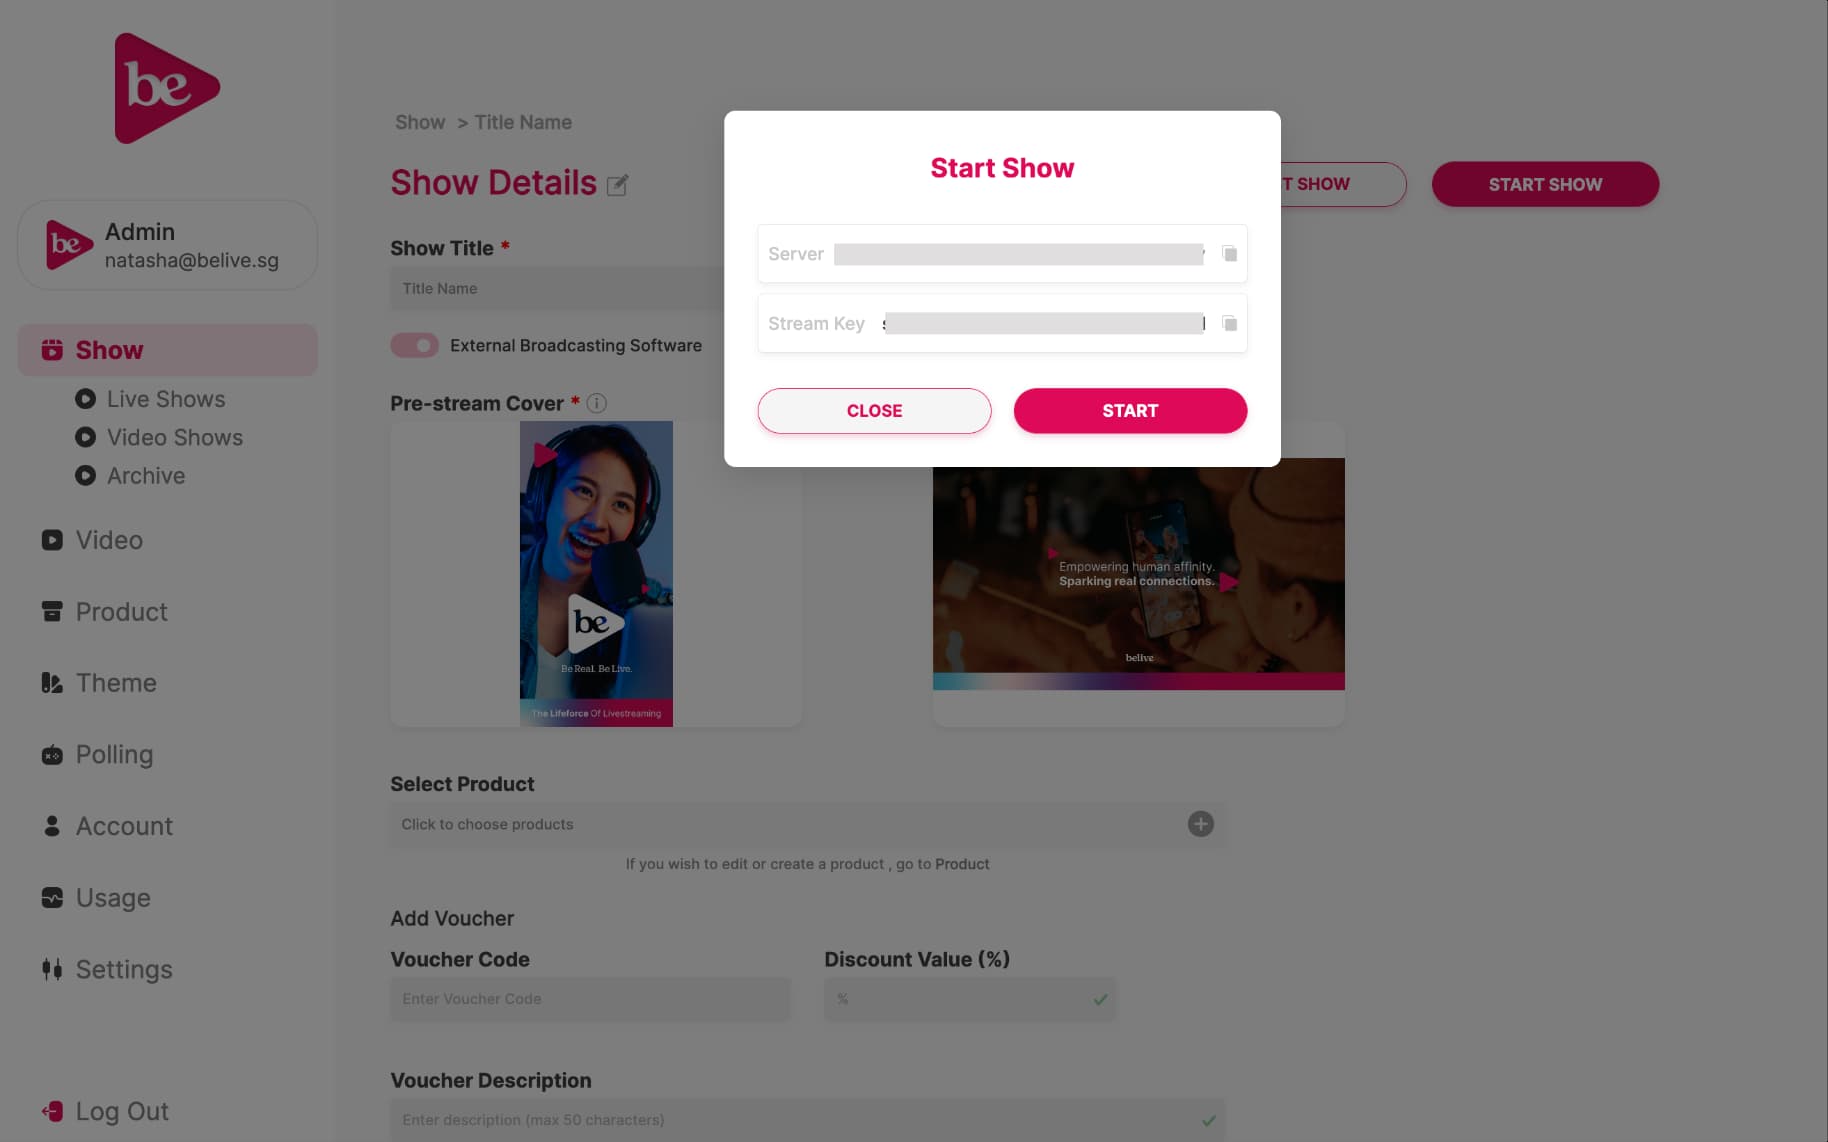 be
Admin
natasha@belive.sg
Show
Live Shows
Video Shows
Archive
Video
Product
Theme
Polling
Account
Usage
Settings
Log Out
Show > Title Name
Show Details
T SHOW
START SHOW
Show Title *
Title Name
External Broadcasting Software
Pre-stream Cover *
be
Be Real. Be Live.
The Lifeforce Of Livestreaming
Empowering human affinity.
Sparking real connections.
belive
Select Product
Click to choose products
If you wish to edit or create a product , go to Product
Add Voucher
Voucher Code
Enter Voucher Code
Discount Value (%)
%
Voucher Description
Enter description (max 50 characters)
Start Show
Server
Stream Key
CLOSE
START